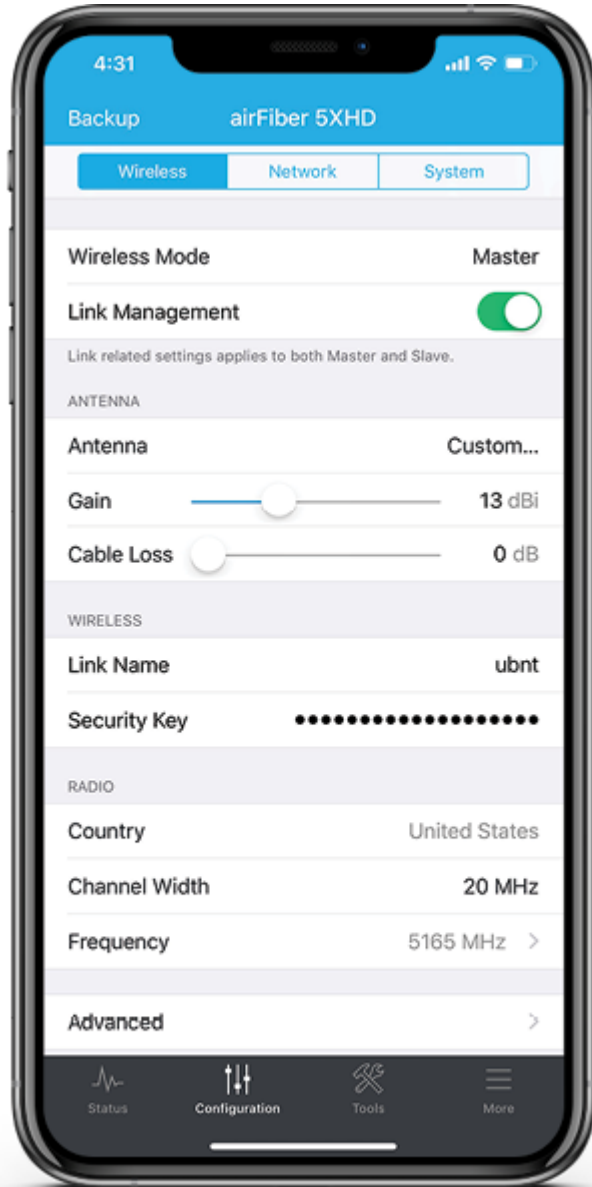 4:31
Backup airFiber 5XHD
Wireless Network System
Wireless Mode Master
Link Management
Link related settings applies to both Master and Slave.
ANTENNA
Antenna Custom...
Gain 13 dBi
Cable Loss 0 dB
WIRELESS
Link Name ubnt
Security Key ●●●●●●●●●●●●●●●●●●●
RADIO
Country United States
Channel Width 20 MHz
Frequency 5165 MHz >
Advanced >
Status Configuration Tools More